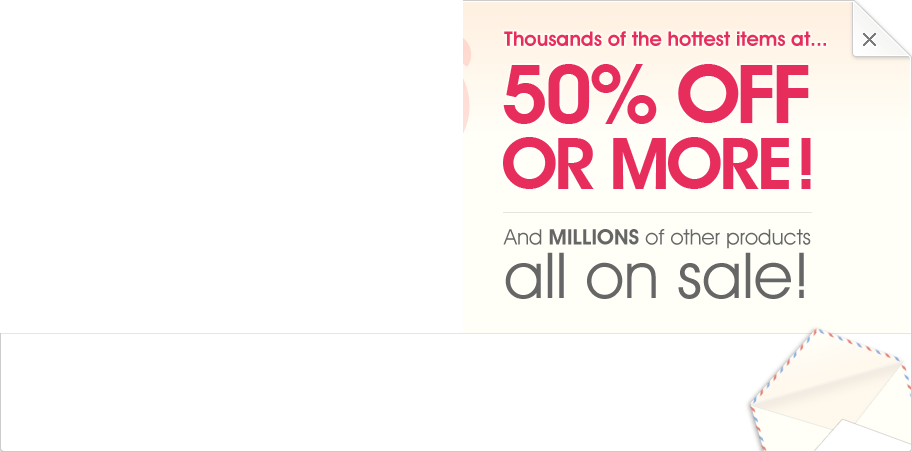 Thousands of the hottest items at...
50% OFF
OR MORE!
And MILLIONS of other products
all on sale!